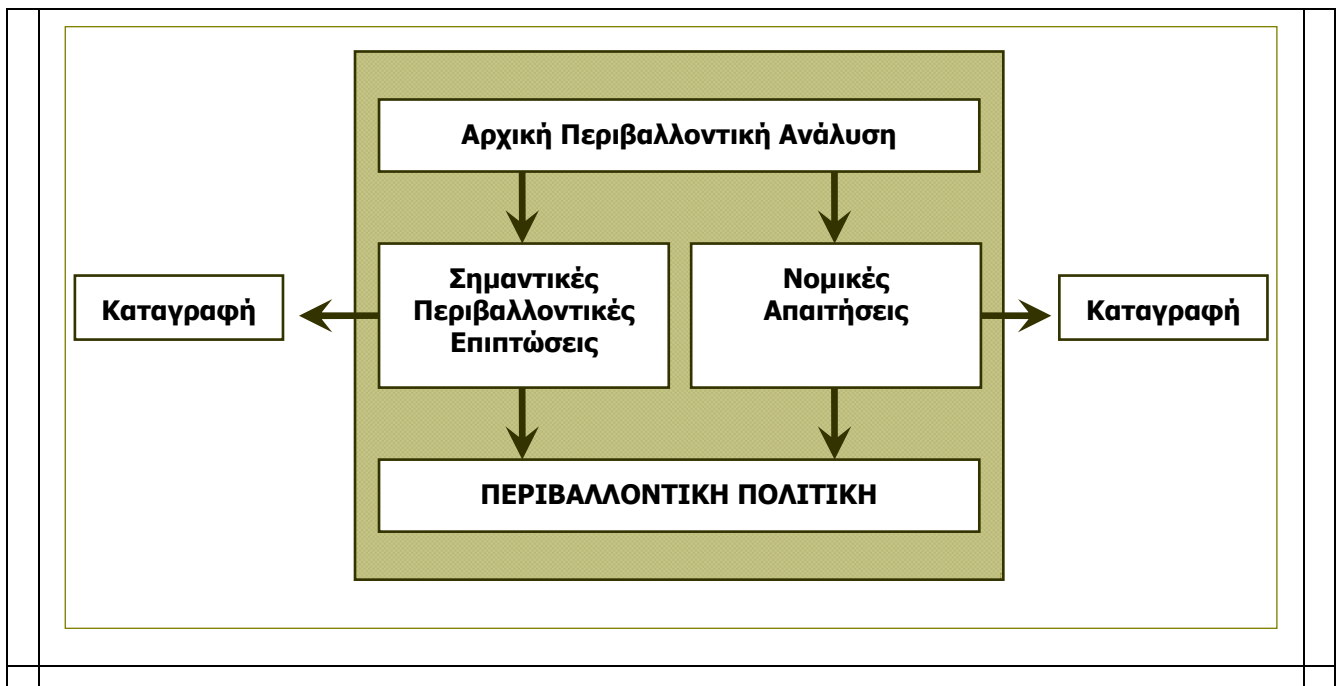 Αρχική Περιβαλλοντική Ανάλυση
Καταγραφή
Σημαντικές
Περιβαλλοντικές
Επιπτώσεις
Νομικές
Απαιτήσεις
Καταγραφή
ΠΕΡΙΒΑΛΛΟΝΤΙΚΗ ΠΟΛΙΤΙΚΗ